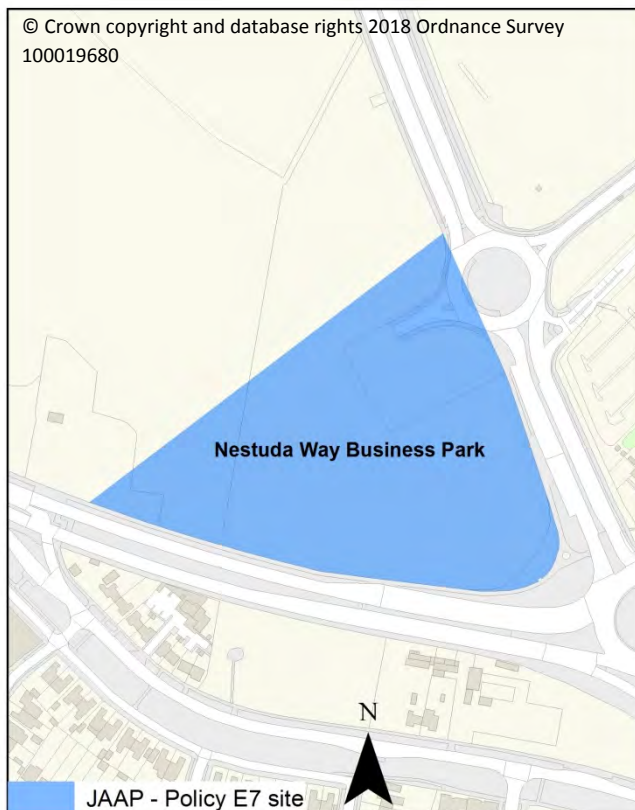 © Crown copyright and database rights 2018 Ordnance Survey
100019680
Nestuda Way Business Park
N
JAAP - Policy E7 site